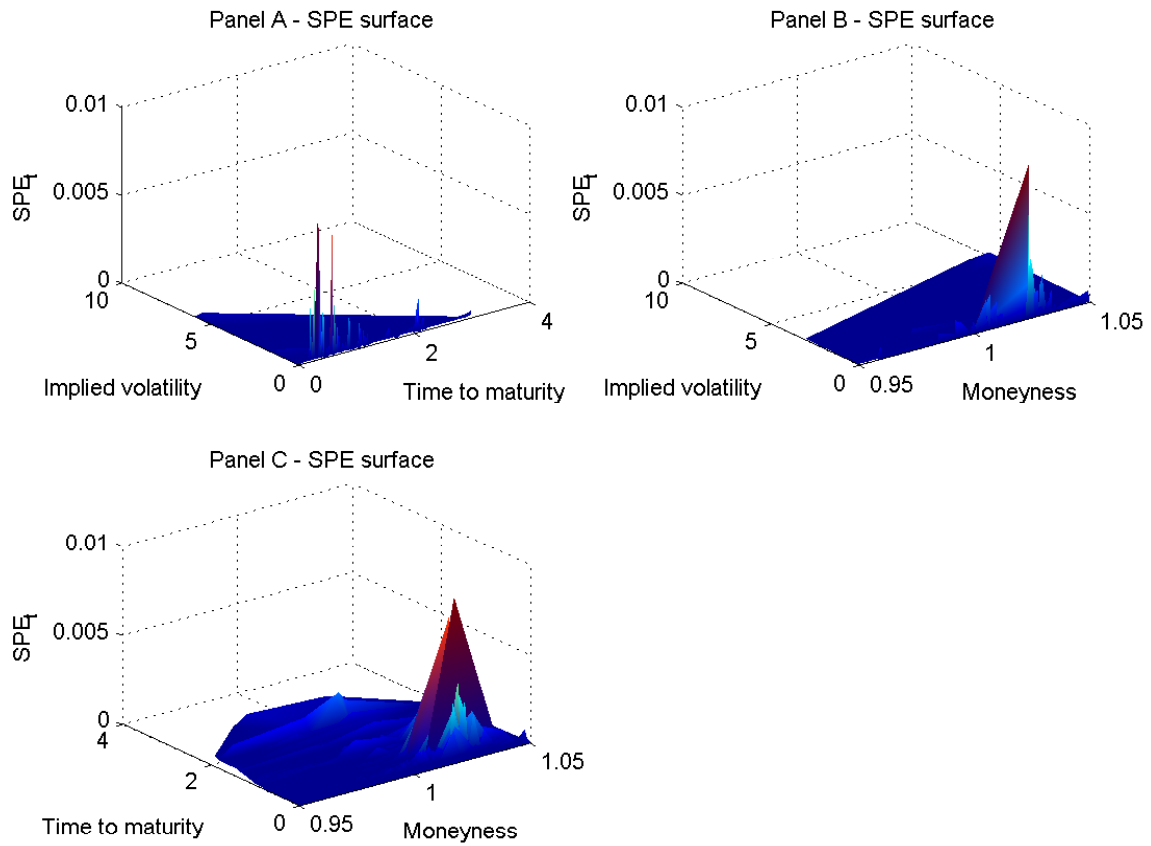 Panel A - SPE surface
0.01
0.005
0
SPE_t
10
5
0
Implied volatility
0
2
4
Time to maturity
Panel B - SPE surface
0.01
0.005
0
SPE_t
10
5
0
Implied volatility
0.95
1
1.05
Moneyness
Panel C - SPE surface
0.01
0.005
0
SPE_t
4
2
0
Time to maturity
0.95
1
1.05
Moneyness